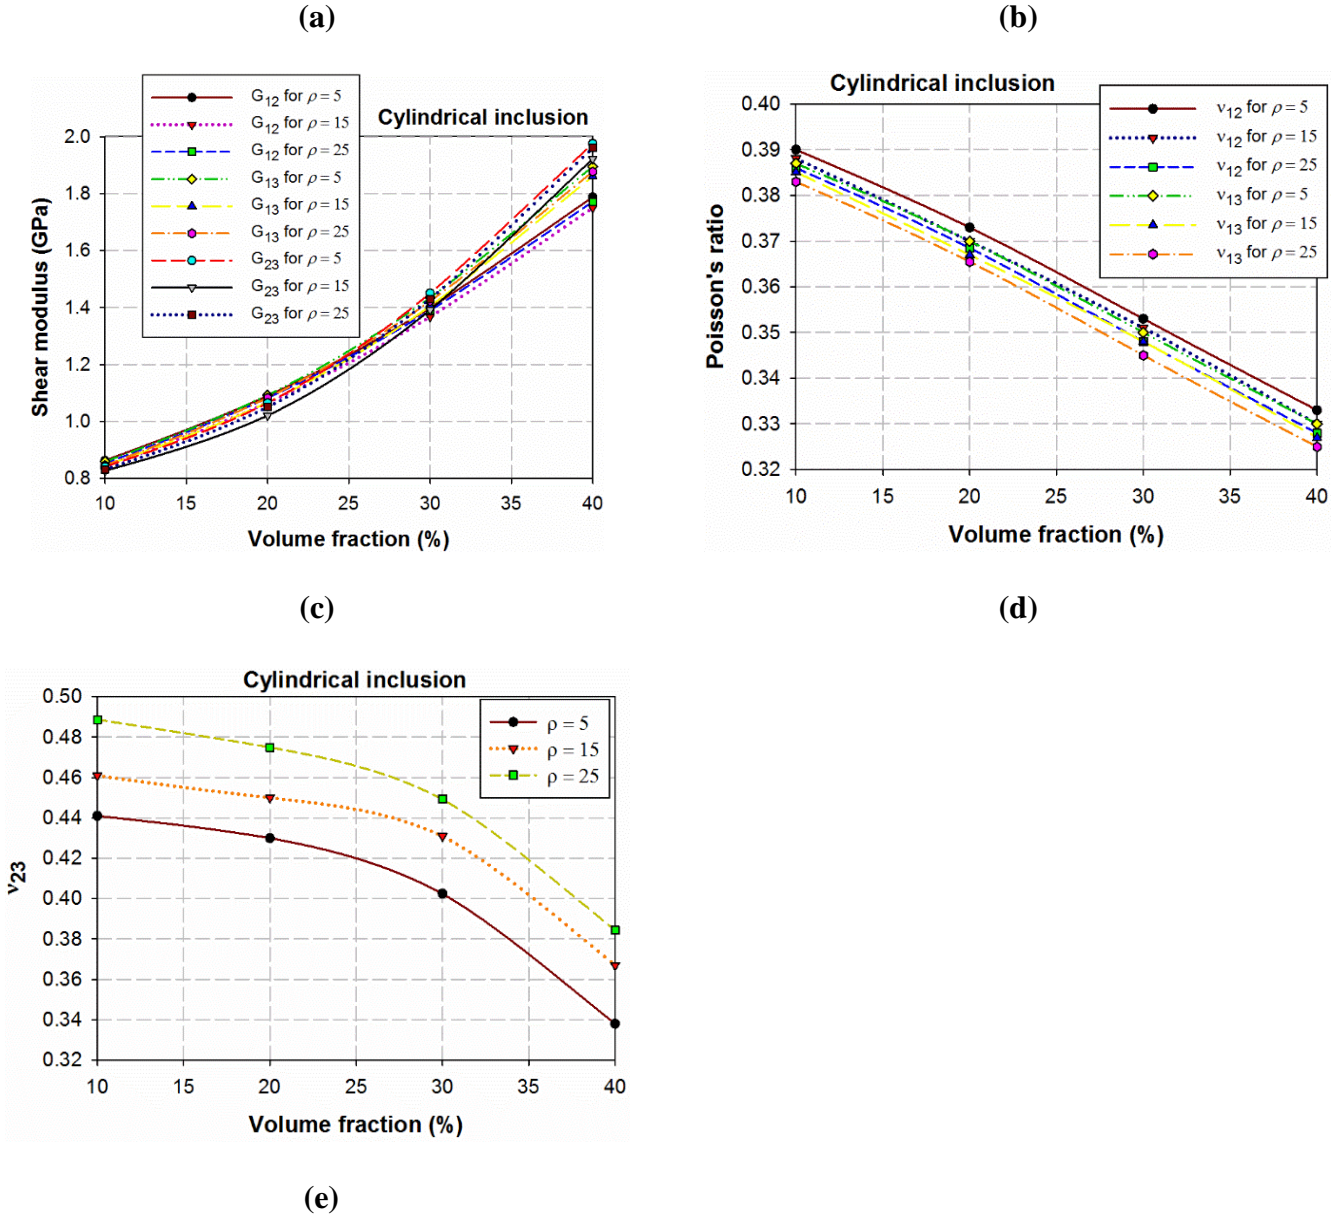 (a)
(b)
G12 for ρ = 5
G12 for ρ = 15
G12 for ρ = 25
G13 for ρ = 5
G13 for ρ = 15
G13 for ρ = 25
G23 for ρ = 5
G23 for ρ = 15
G23 for ρ = 25
Cylindrical inclusion
Shear modulus (GPa)
2.0
1.8
1.6
1.4
1.2
1.0
0.8
10 15 20 25 30 35 40
Volume fraction (%)
Cylindrical inclusion
ν12 for ρ = 5
ν12 for ρ = 15
ν12 for ρ = 25
ν13 for ρ = 5
ν13 for ρ = 15
ν13 for ρ = 25
Poisson's ratio
0.40
0.39
0.38
0.37
0.36
0.35
0.34
0.33
0.32
10 15 20 25 30 35 40
Volume fraction (%)
(c)
(d)
Cylindrical inclusion
ρ = 5
ρ = 15
ρ = 25
ν23
0.50
0.48
0.46
0.44
0.42
0.40
0.38
0.36
0.34
0.32
10 15 20 25 30 35 40
Volume fraction (%)
(e)